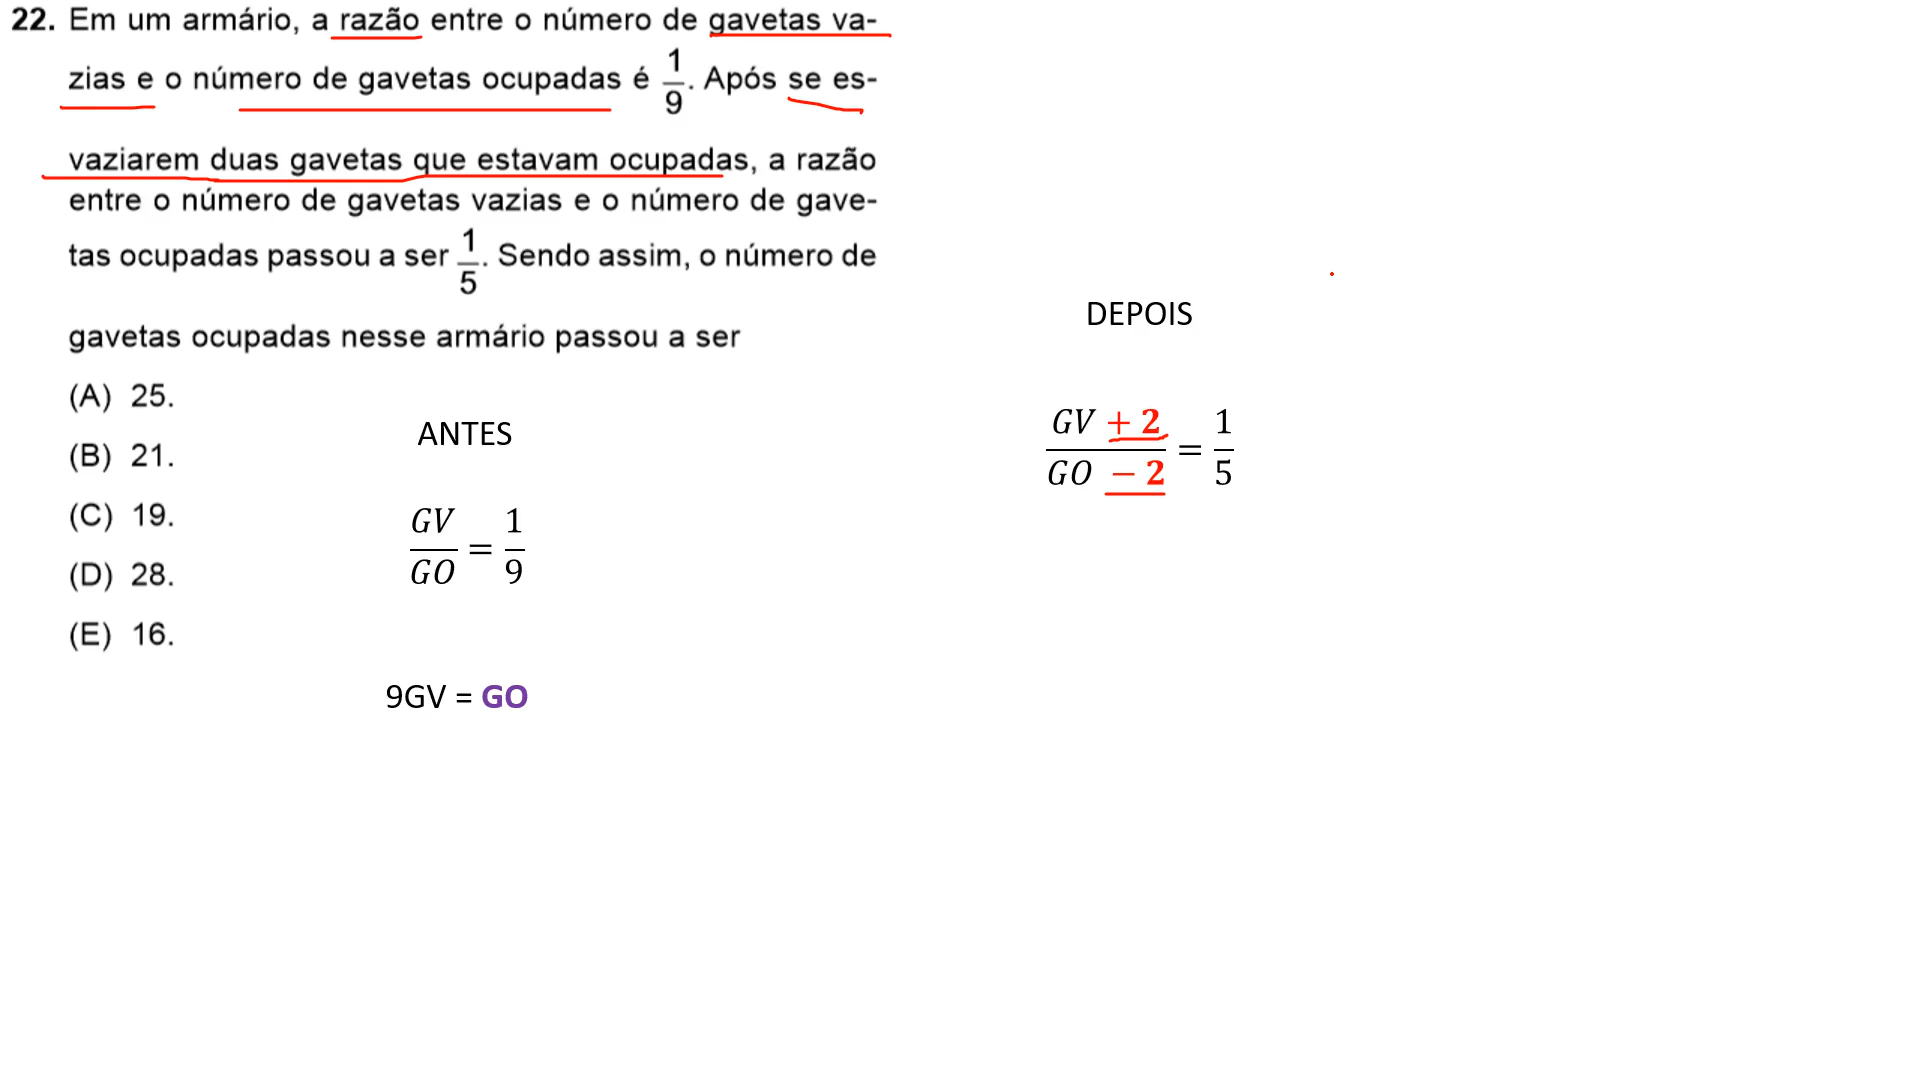 22. Em um armário, a razão entre o número de gavetas va-
zias e o número de gavetas ocupadas é 1/9. Após se es-
vaziarem duas gavetas que estavam ocupadas, a razão
entre o número de gavetas vazias e o número de gave-
tas ocupadas passou a ser 1/5. Sendo assim, o número de
gavetas ocupadas nesse armário passou a ser
(A) 25.
(B) 21.
(C) 19.
(D) 28.
(E) 16.
ANTES
GV/GO = 1/9
9GV = GO
DEPOIS
GV + 2/GO − 2 = 1/5